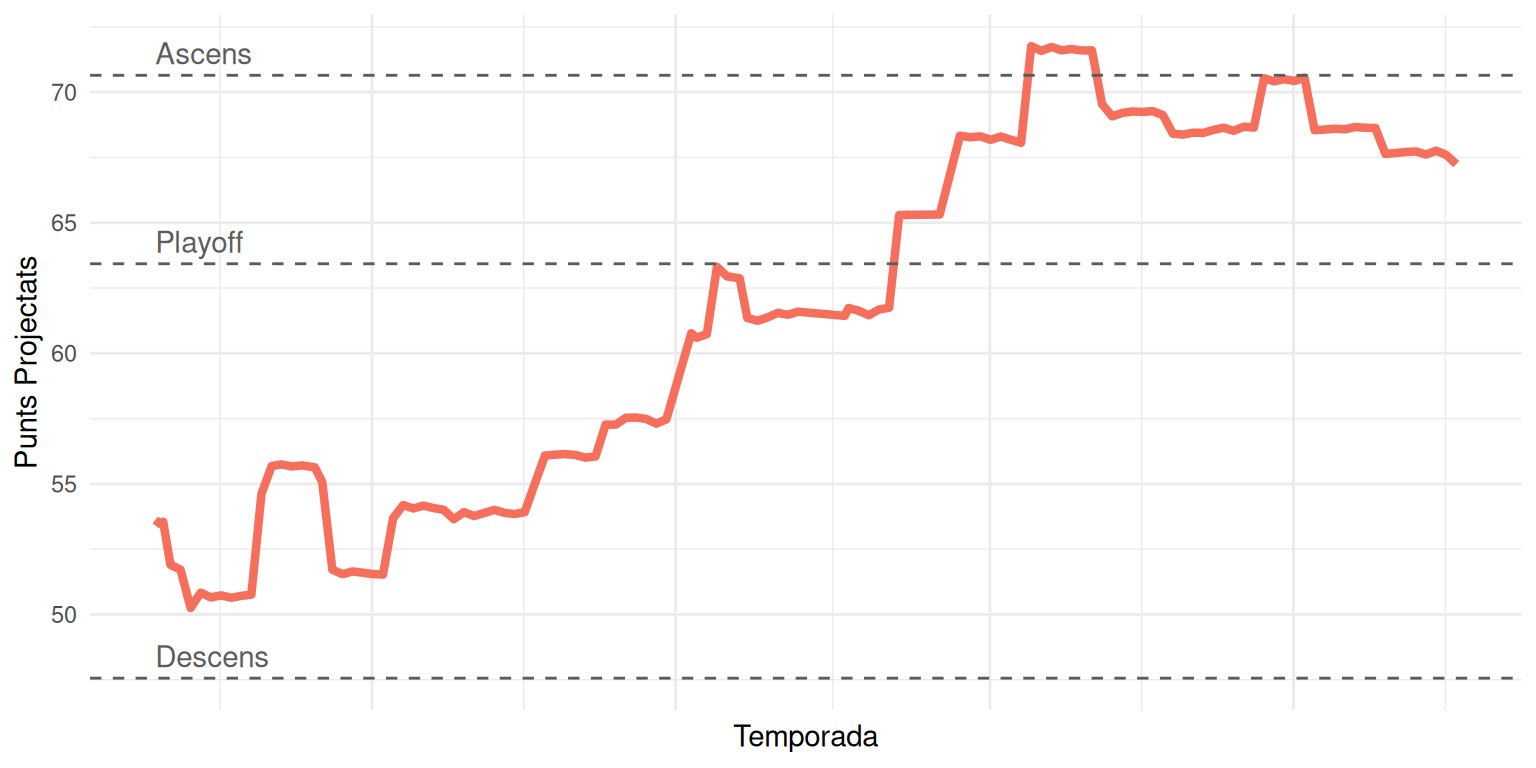 Ascens
70
65
Playoff
60
55
50
Descens
Punts Projectats
Temporada